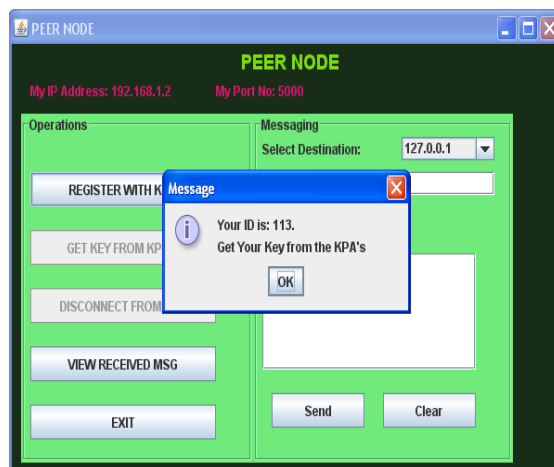 PEER NODE
PEER NODE
My IP Address: 192.168.1.2 My Port No: 5000
Operations
Messaging
Select Destination: 127.0.0.1
REGISTER WITH K
GET KEY FROM KP
DISCONNECT FROM
VIEW RECEIVED MSG
EXIT
Message
Your ID is: 113.
Get Your Key from the KPA's
OK
Send Clear